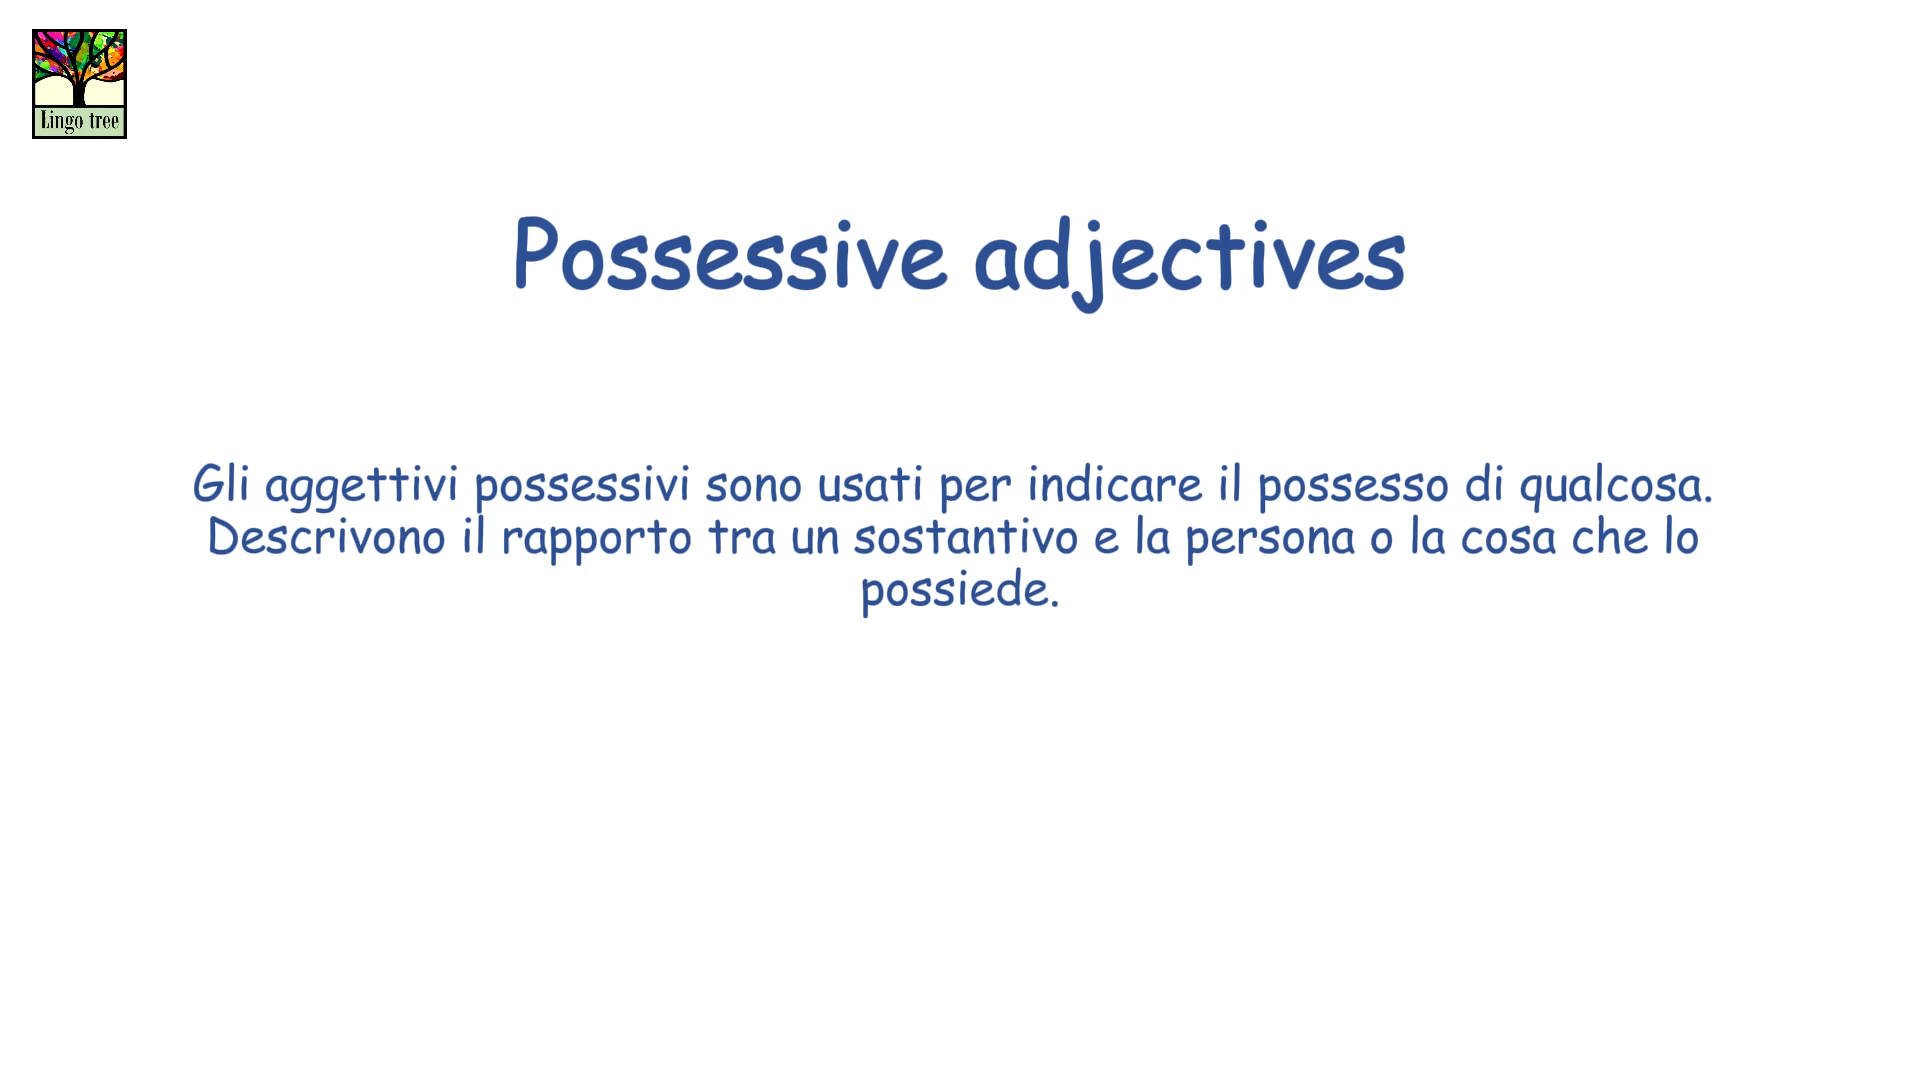 Lingo tree
Possessive adjectives
Gli aggettivi possessivi sono usati per indicare il possesso di qualcosa.
Descrivono il rapporto tra un sostantivo e la persona o la cosa che lo
possiede.